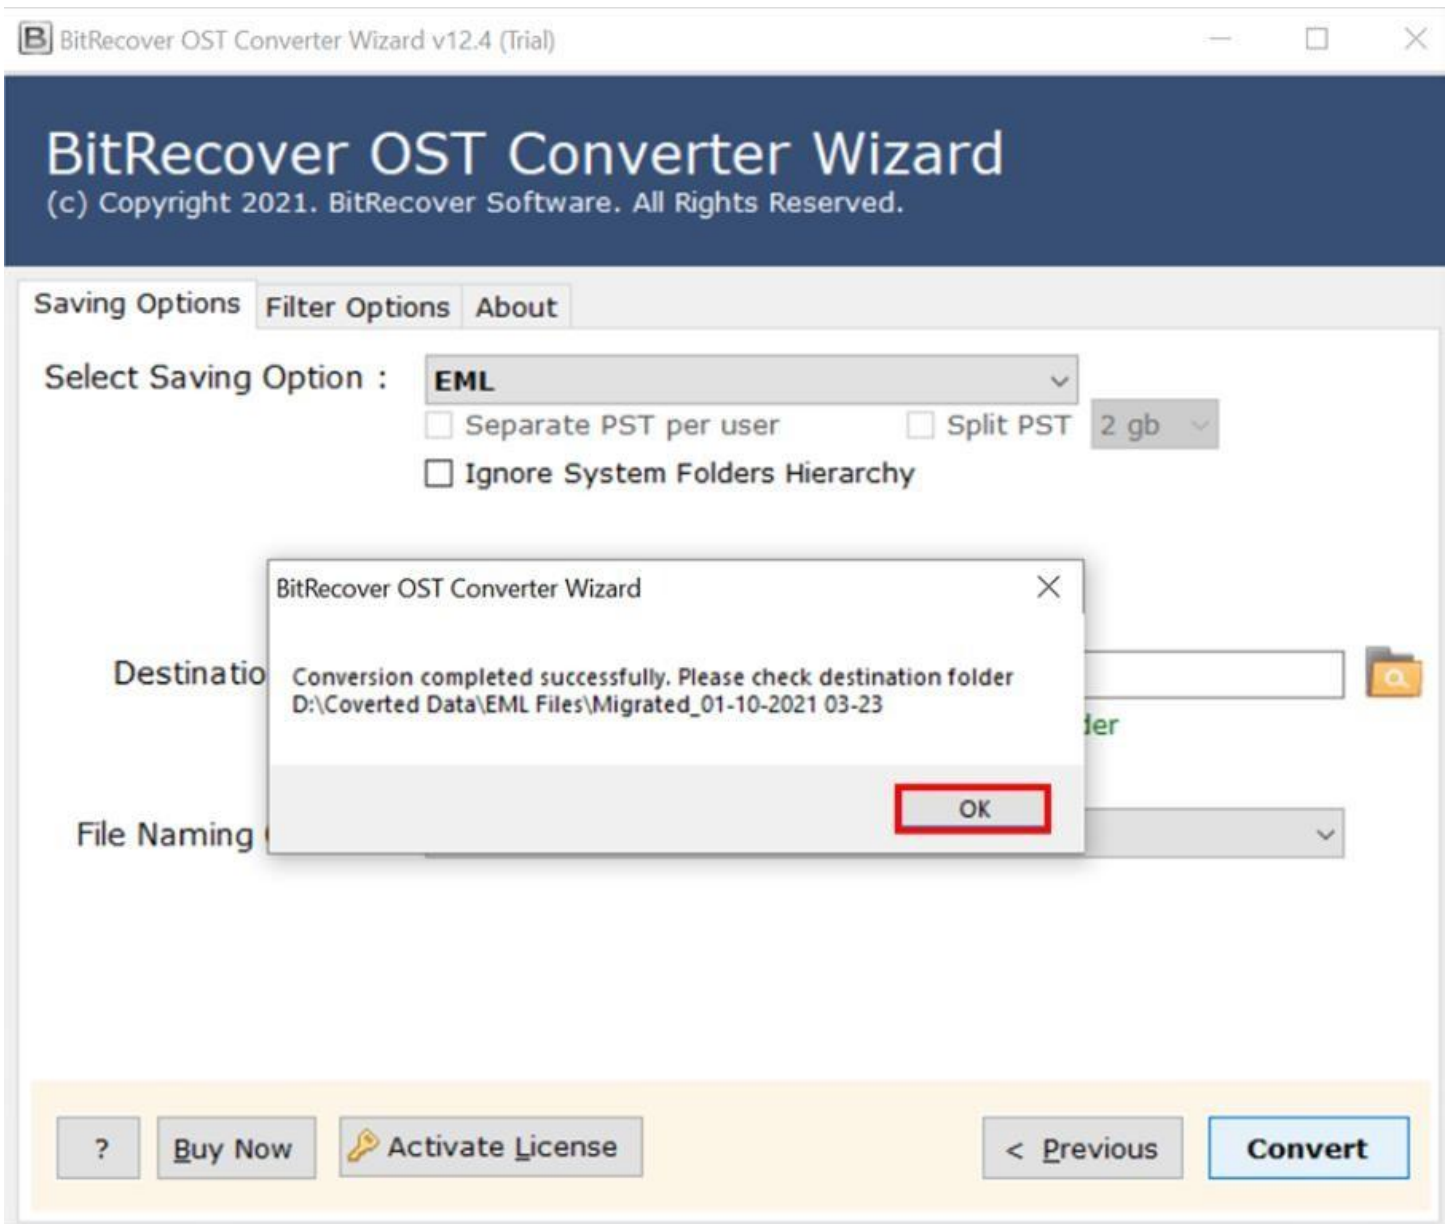 B BitRecover OST Converter Wizard v12.4 (Trial)
BitRecover OST Converter Wizard
(c) Copyright 2021. BitRecover Software. All Rights Reserved.
Saving Options Filter Options About
Select Saving Option : EML
Separate PST per user Split PST 2 gb
Ignore System Folders Hierarchy
BitRecover OST Converter Wizard
Conversion completed successfully. Please check destination folder
D:\Coverted Data\EML Files\Migrated_01-10-2021 03-23
OK
Destinatio
File Naming
? Buy Now Activate License < Previous Convert